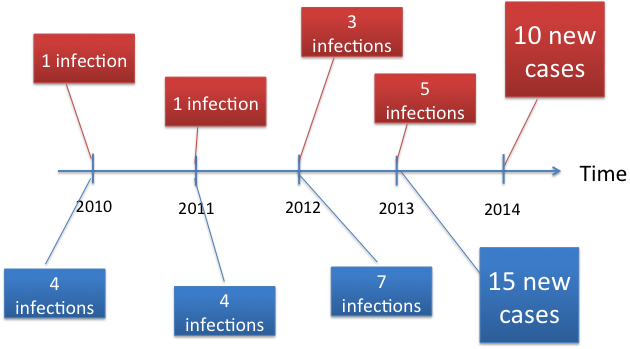 1 infection
1 infection
3
infections
5
infections
10 new
cases
Time
2010
2011
2012
2013
2014
4
infections
4
infections
7
infections
15 new
cases